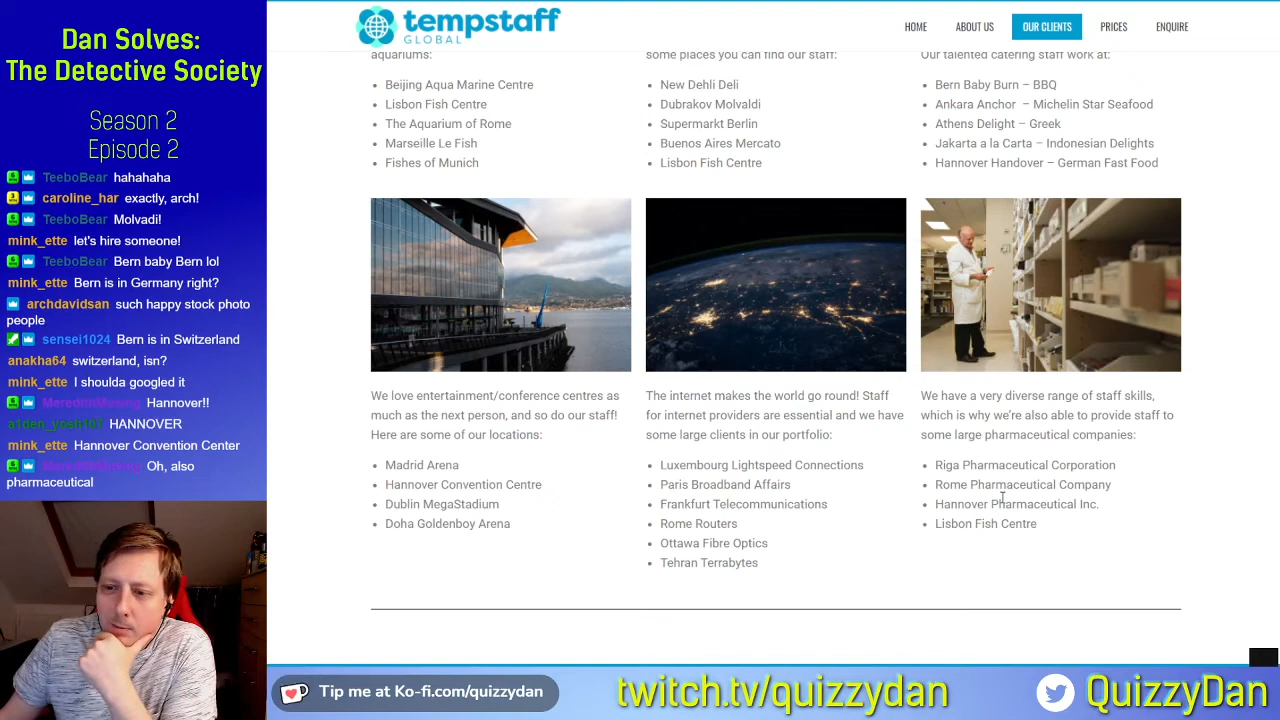 Dan Solves:
The Detective Society
Season 2
Episode 2
TeeboBear hahahaha
caroline_har exactly, arch!
TeeboBear Molvadi!
mink_ette let's hire someone!
TeeboBear Bern baby Bern lol
mink_ette Bern is in Germany right?
archdavidsan such happy stock photo
people
sensei1024 Bern is in Switzerland
anakha64 switzerland, isn?
mink_ette I shoulda googled it
MeredithMusing Hannover!!
a1den_yosh107 HANNOVER
mink_ette Hannover Convention Center
MeredithMusing Oh, also
pharmaceutical
tempstaff
GLOBAL
HOME ABOUT US OUR CLIENTS PRICES ENQUIRE
aquariums:
Beijing Aqua Marine Centre
Lisbon Fish Centre
The Aquarium of Rome
Marseille Le Fish
Fishes of Munich
some places you can find our staff:
New Dehli Deli
Dubrakov Molvaldi
Supermarkt Berlin
Buenos Aires Mercato
Lisbon Fish Centre
Our talented catering staff work at:
Bern Baby Burn – BBQ
Ankara Anchor – Michelin Star Seafood
Athens Delight – Greek
Jakarta a la Carta – Indonesian Delights
Hannover Handover – German Fast Food
We love entertainment/conference centres as
much as the next person, and so do our staff!
Here are some of our locations:
Madrid Arena
Hannover Convention Centre
Dublin MegaStadium
Doha Goldenboy Arena
The internet makes the world go round! Staff
for internet providers are essential and we have
some large clients in our portfolio:
Luxembourg Lightspeed Connections
Paris Broadband Affairs
Frankfurt Telecommunications
Rome Routers
Ottawa Fibre Optics
Tehran Terrabytes
We have a very diverse range of staff skills,
which is why we're also able to provide staff to
some large pharmaceutical companies:
Riga Pharmaceutical Corporation
Rome Pharmaceutical Company
Hannover Pharmaceutical Inc.
Lisbon Fish Centre
Tip me at Ko-fi.com/quizzydan
twitch.tv/quizzydan
QuizzyDan